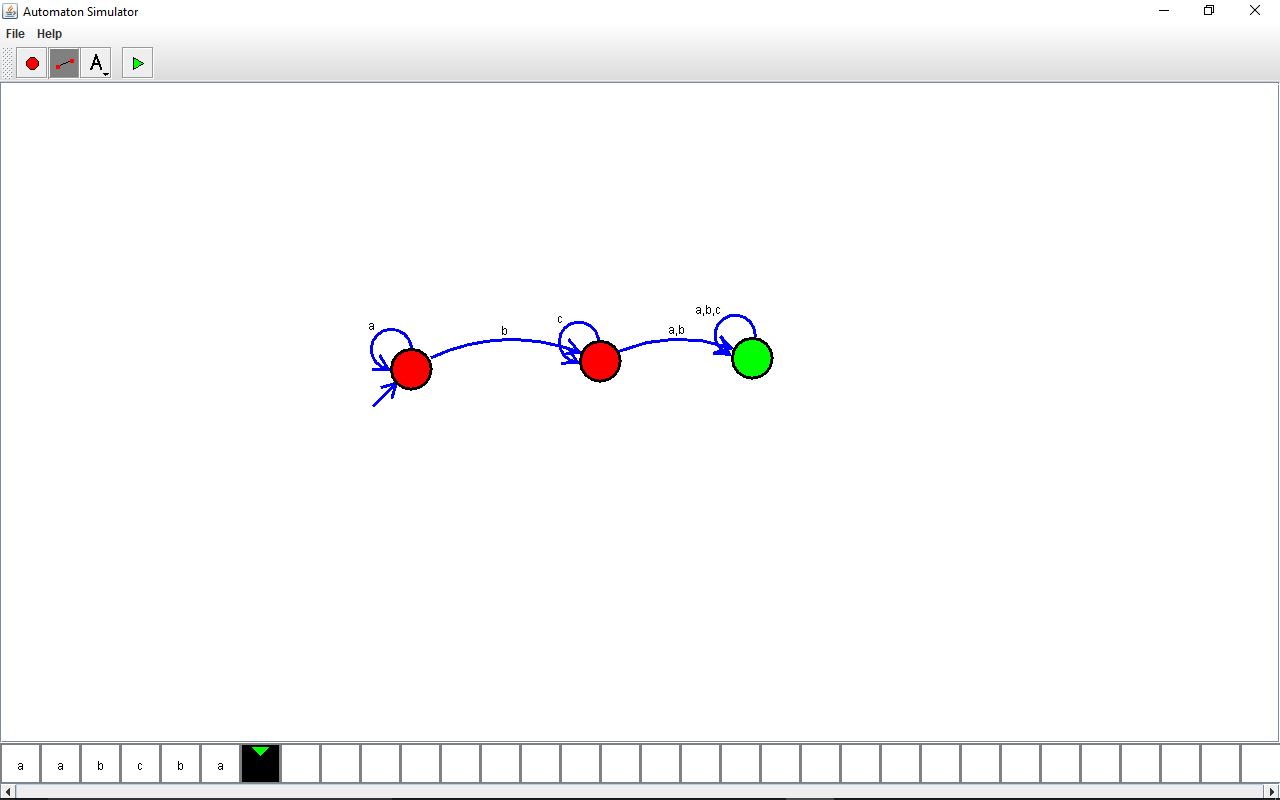 Automaton Simulator
File Help
A
a,b,c
c
a
b
a,b
a a b c b a